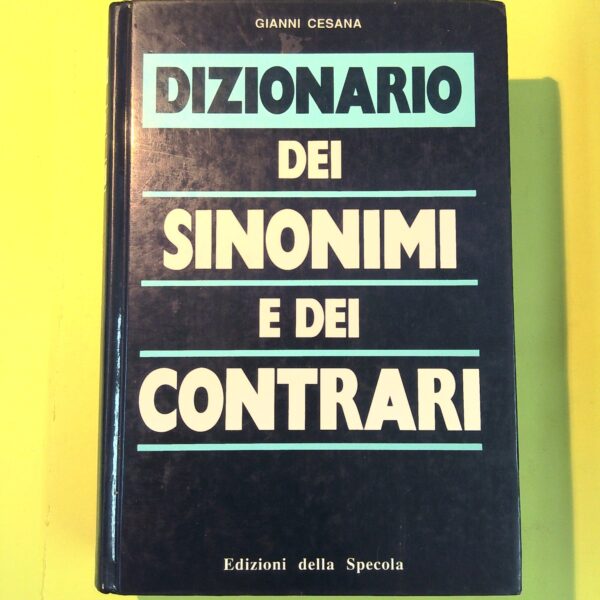 GIANNI CESANA
DIZIONARIO
DEI
SINONIMI
E DEI
CONTRARI
Edizioni della Specola